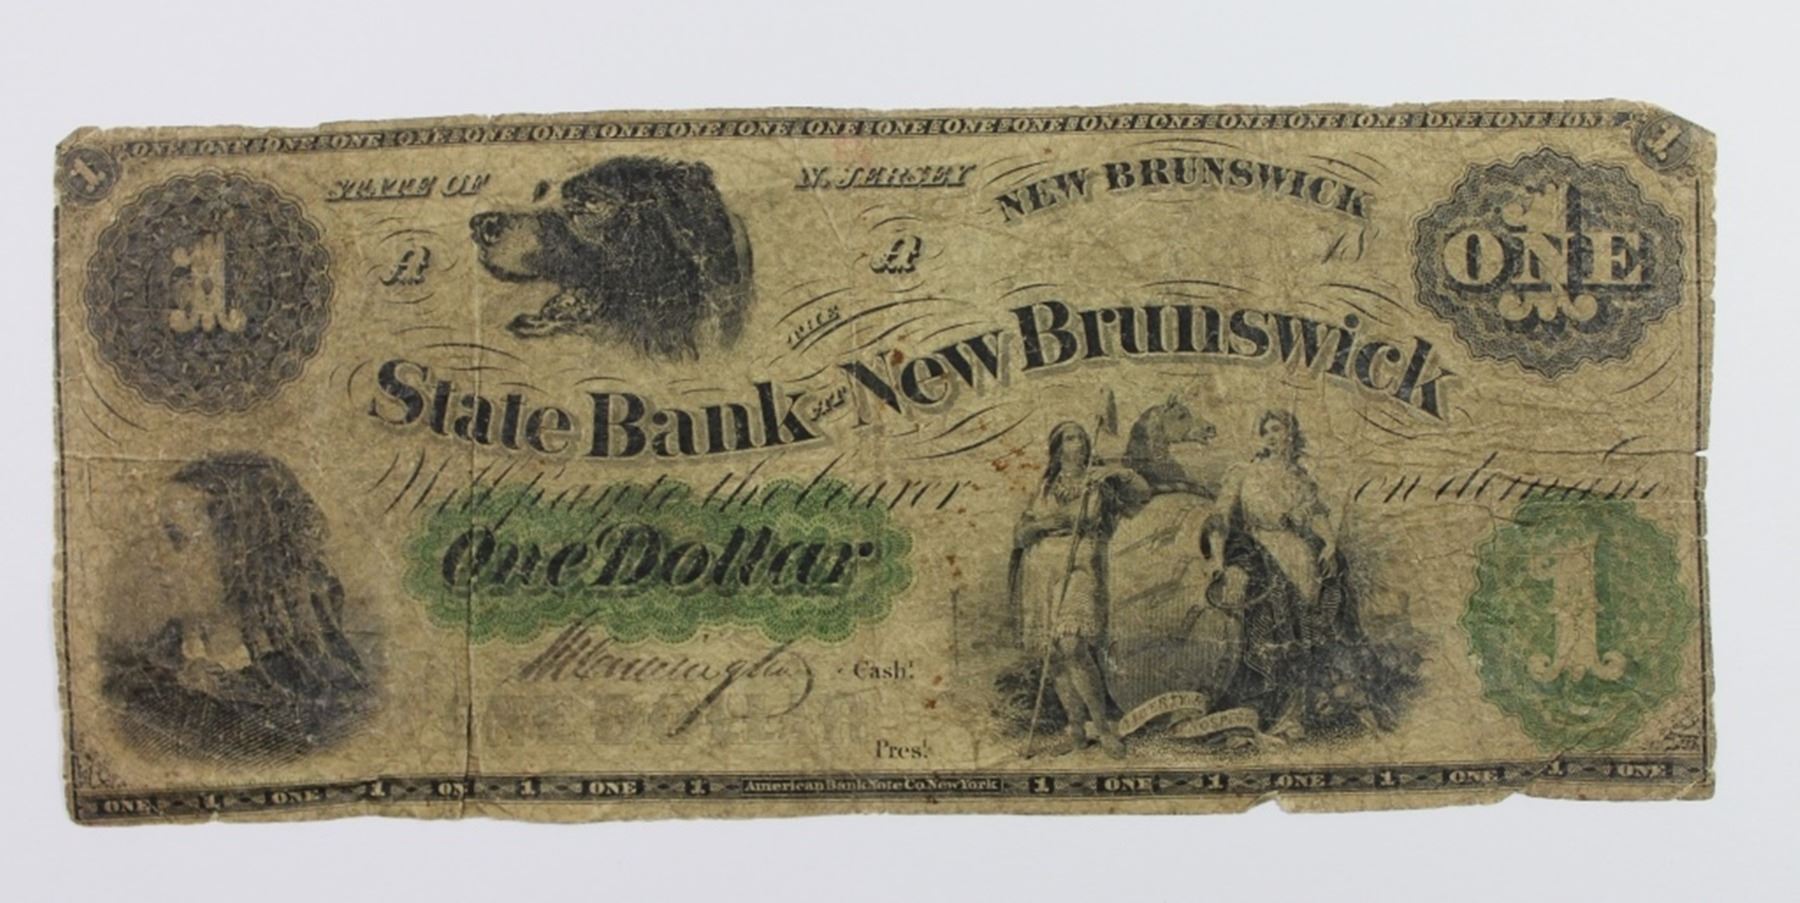 ONE ONE ONE ONE ONE ONE ONE ONE ONE ONE ONE ONE ONE ONE ONE ONE ONE ONE ONE ONE ONE
1 1
STATE OF N. JERSEY NEW BRUNSWICK
1 A A 18 ONE 1
State Bank AT New Brunswick
Will pay to the bearer on demand
One Dollar 1
Cash!
LIBERTY
Pres!
ONE 1 ONE 1 ONE 1 ONE 1 American Bank Note Co. New York 1 ONE 1 ONE 1 ONE 1 ONE